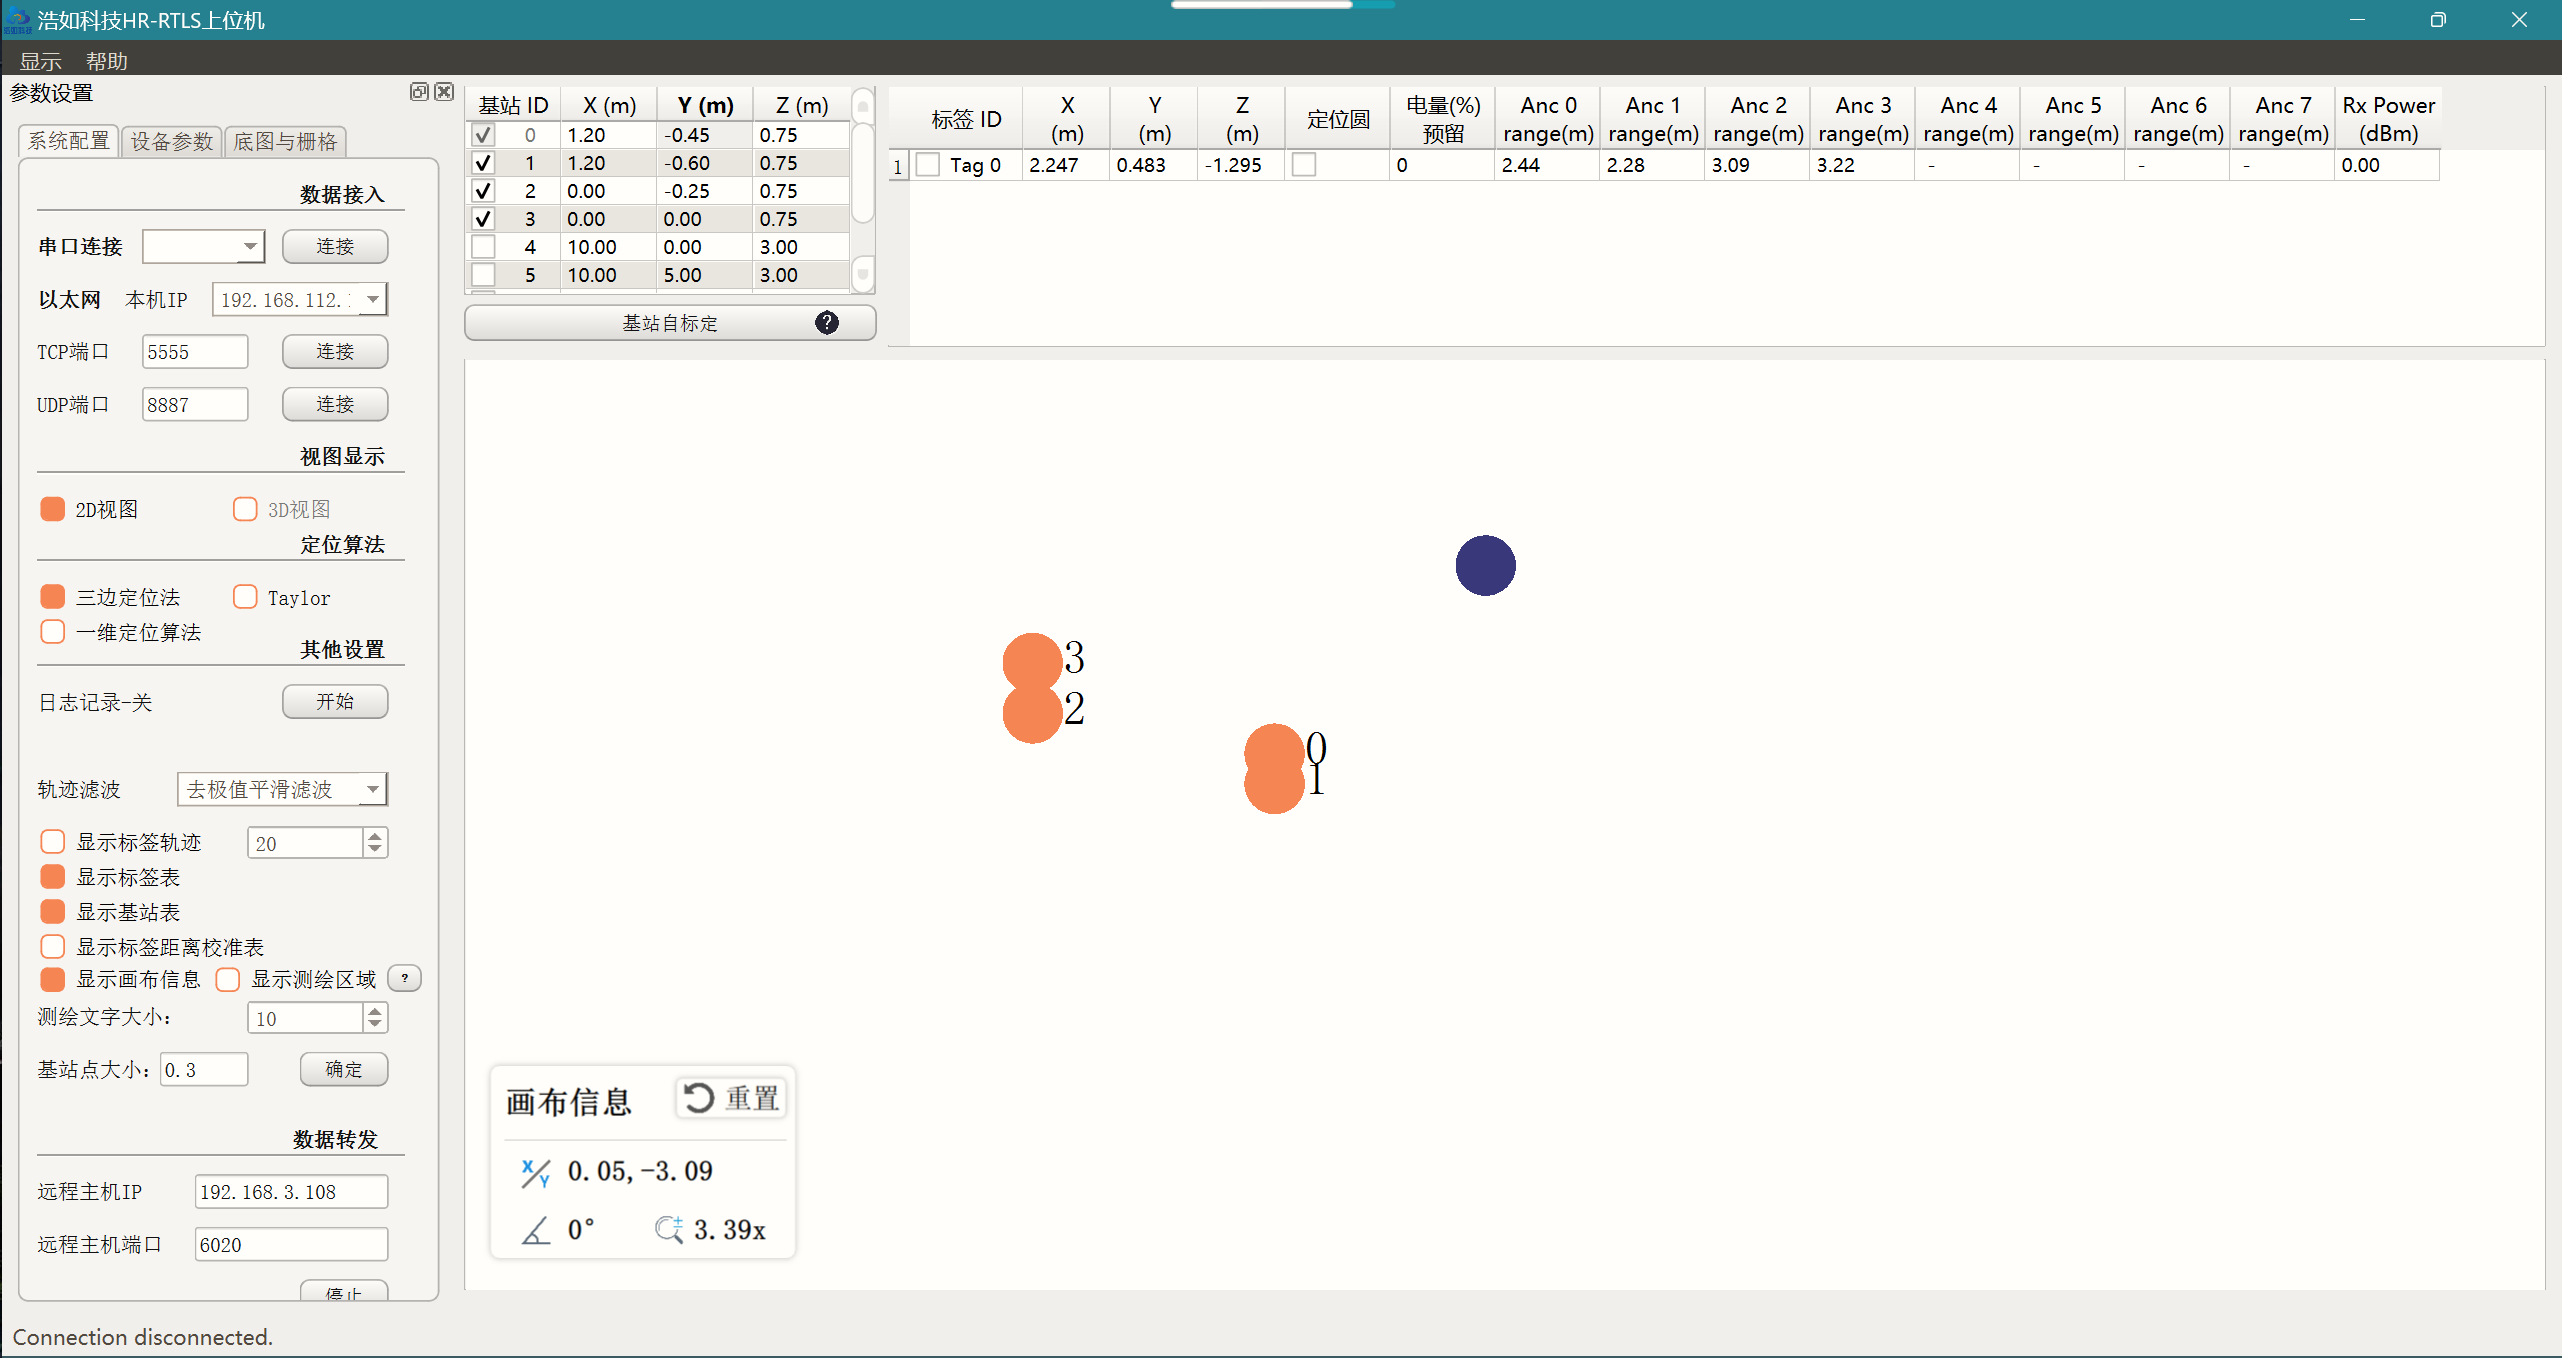 浩如科技HR-RTLS上位机
显示 帮助
参数设置
系统配置 设备参数 底图与栅格
数据接入
串口连接 连接
以太网 本机IP 192.168.112.
TCP端口 5555 连接
UDP端口 8887 连接
视图显示
2D视图 3D视图
定位算法
三边定位法 Taylor
一维定位算法
其他设置
日志记录-关 开始
轨迹滤波 去极值平滑滤波
显示标签轨迹 20
显示标签表
显示基站表
显示标签距离校准表
显示画布信息 显示测绘区域 ?
测绘文字大小: 10
基站点大小: 0.3 确定
数据转发
远程主机IP 192.168.3.108
远程主机端口 6020
停止
Connection disconnected.
基站 ID X (m) Y (m) Z (m)
0 1.20 -0.45 0.75
1 1.20 -0.60 0.75
2 0.00 -0.25 0.75
3 0.00 0.00 0.75
4 10.00 0.00 3.00
5 10.00 5.00 3.00
基站自标定 ?
标签 ID X (m) Y (m) Z (m) 定位圆 电量(%) 预留 Anc 0 range(m) Anc 1 range(m) Anc 2 range(m) Anc 3 range(m) Anc 4 range(m) Anc 5 range(m) Anc 6 range(m) Anc 7 range(m) Rx Power (dBm)
1 Tag 0 2.247 0.483 -1.295 0 2.44 2.28 3.09 3.22 - - - - 0.00
3
2
0
1
画布信息 重置
X/Y 0.05,-3.09
0° 3.39x